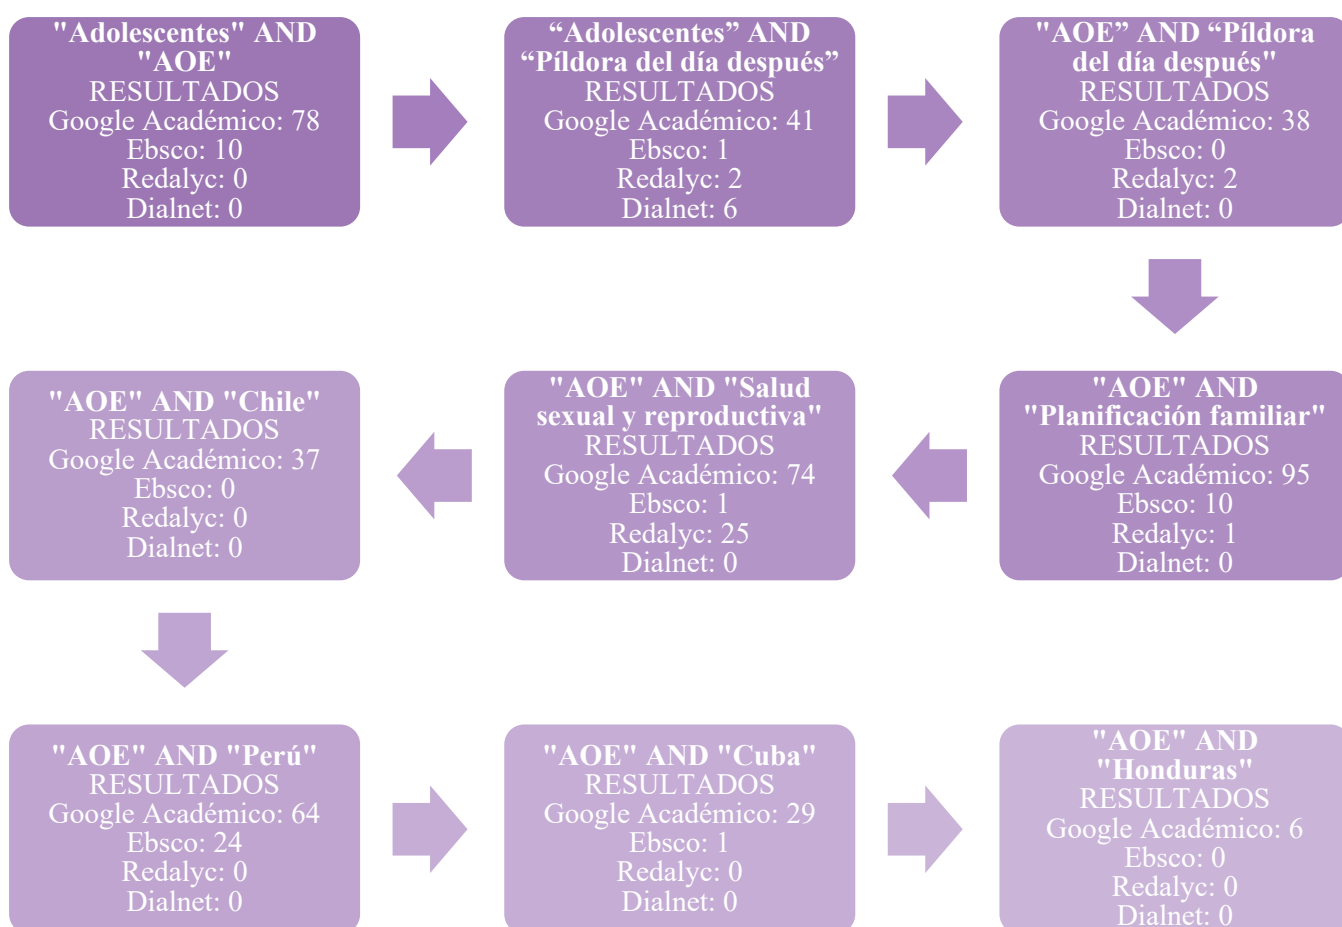 "Adolescentes" AND
"AOE"
RESULTADOS
Google Académico: 78
Ebsco: 10
Redalyc: 0
Dialnet: 0
“Adolescentes” AND
“Píldora del día después”
RESULTADOS
Google Académico: 41
Ebsco: 1
Redalyc: 2
Dialnet: 6
"AOE” AND “Píldora
del día después"
RESULTADOS
Google Académico: 38
Ebsco: 0
Redalyc: 2
Dialnet: 0
"AOE" AND
"Planificación familiar"
RESULTADOS
Google Académico: 95
Ebsco: 10
Redalyc: 1
Dialnet: 0
"AOE" AND "Salud
sexual y reproductiva"
RESULTADOS
Google Académico: 74
Ebsco: 1
Redalyc: 25
Dialnet: 0
"AOE" AND "Chile"
RESULTADOS
Google Académico: 37
Ebsco: 0
Redalyc: 0
Dialnet: 0
"AOE" AND "Perú"
RESULTADOS
Google Académico: 64
Ebsco: 24
Redalyc: 0
Dialnet: 0
"AOE" AND "Cuba"
RESULTADOS
Google Académico: 29
Ebsco: 1
Redalyc: 0
Dialnet: 0
"AOE" AND
"Honduras"
RESULTADOS
Google Académico: 6
Ebsco: 0
Redalyc: 0
Dialnet: 0